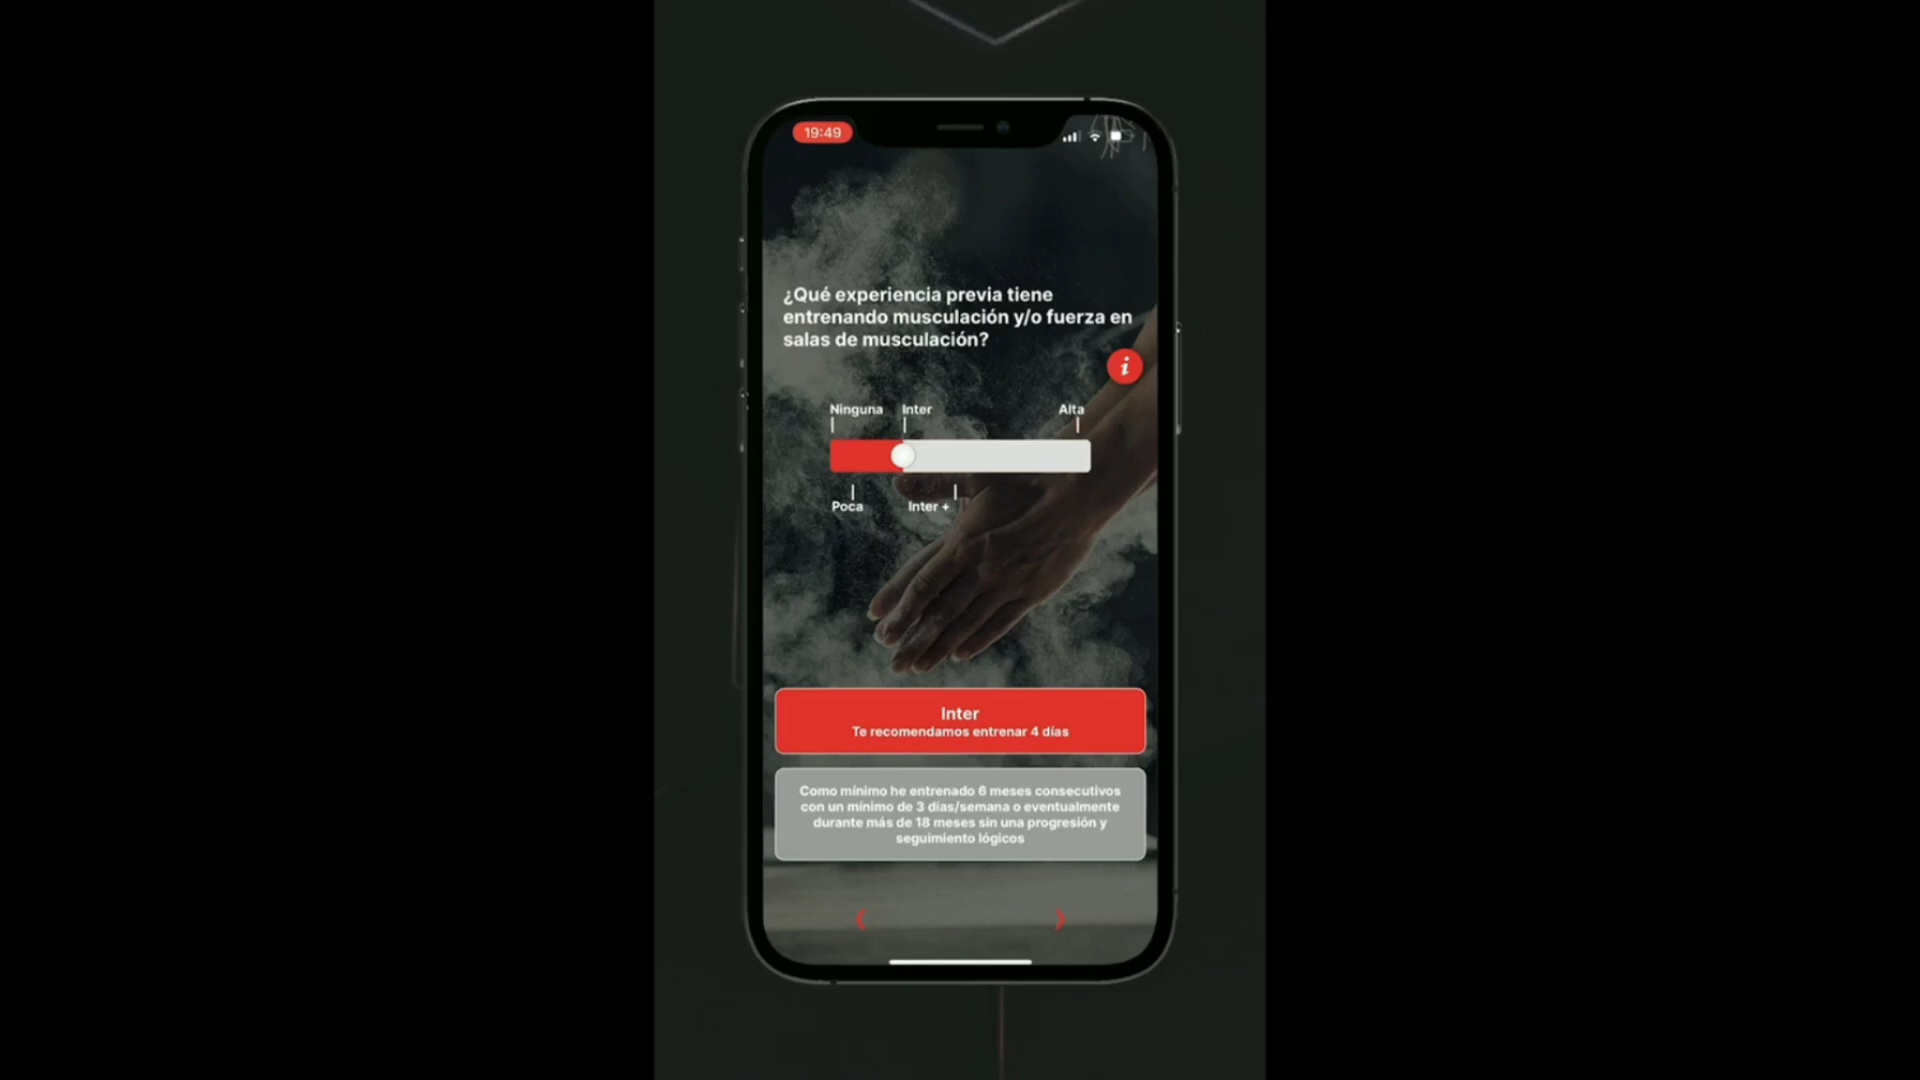 19:49
¿Qué experiencia previa tiene
entrenando musculación y/o fuerza en
salas de musculación?
i
Ninguna Inter Alta
Poca Inter +
Inter
Te recomendamos entrenar 4 días
Como mínimo he entrenado 6 meses consecutivos
con un mínimo de 3 días/semana o eventualmente
durante más de 18 meses sin una progresión y
seguimiento lógicos